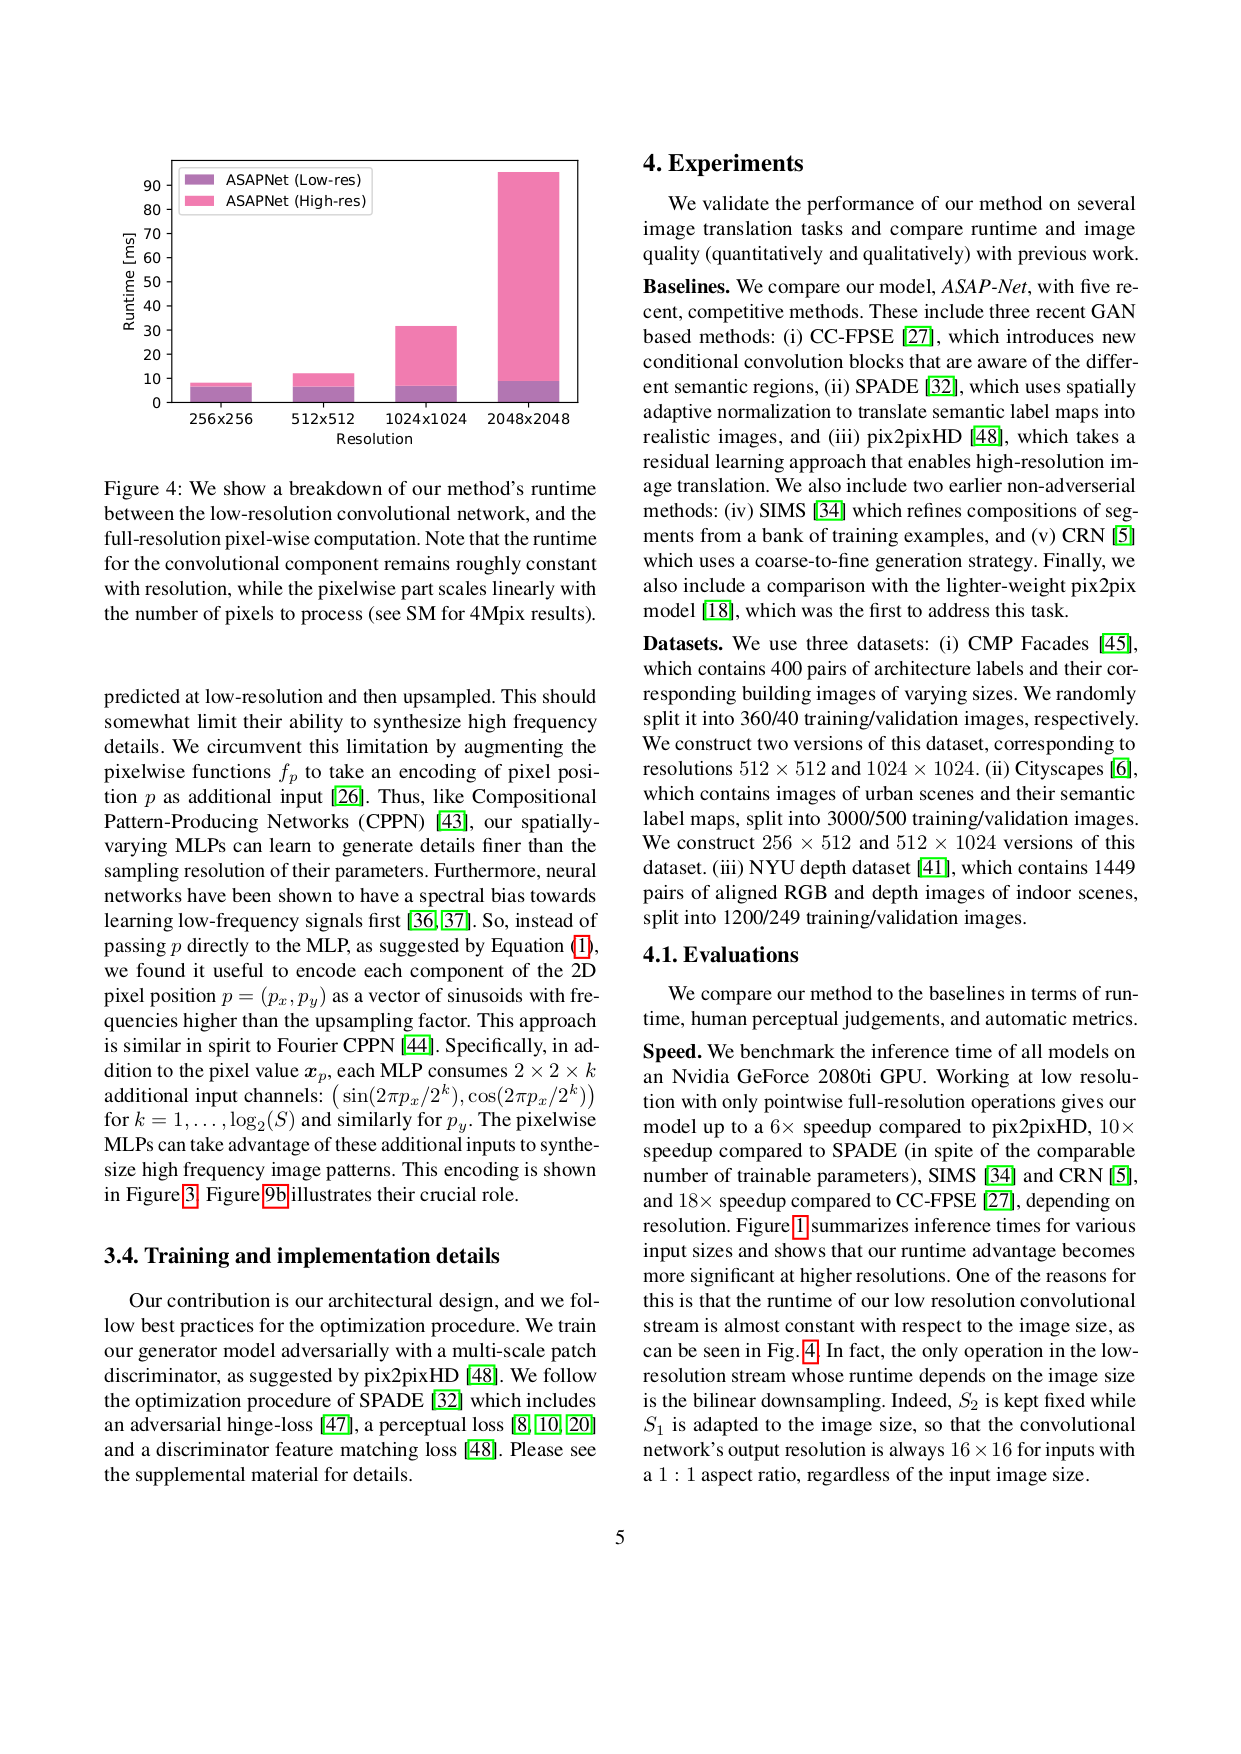 90
80
70
60
50
40
30
20
10
0
Runtime [ms]
ASAPNet (Low-res)
ASAPNet (High-res)
256x256 512x512 1024x1024 2048x2048
Resolution
Figure 4: We show a breakdown of our method's runtime
between the low-resolution convolutional network, and the
full-resolution pixel-wise computation. Note that the runtime
for the convolutional component remains roughly constant
with resolution, while the pixelwise part scales linearly with
the number of pixels to process (see SM for 4Mpix results).
predicted at low-resolution and then upsampled. This should
somewhat limit their ability to synthesize high frequency
details. We circumvent this limitation by augmenting the
pixelwise functions f_p to take an encoding of pixel posi-
tion p as additional input [26]. Thus, like Compositional
Pattern-Producing Networks (CPPN) [43], our spatially-
varying MLPs can learn to generate details finer than the
sampling resolution of their parameters. Furthermore, neural
networks have been shown to have a spectral bias towards
learning low-frequency signals first [36, 37]. So, instead of
passing p directly to the MLP, as suggested by Equation (1),
we found it useful to encode each component of the 2D
pixel position p = (p_x, p_y) as a vector of sinusoids with fre-
quencies higher than the upsampling factor. This approach
is similar in spirit to Fourier CPPN [44]. Specifically, in ad-
dition to the pixel value x_p, each MLP consumes 2 × 2 × k
additional input channels: (sin(2πp_x/2^k), cos(2πp_x/2^k))
for k = 1, . . . , log_2(S) and similarly for p_y. The pixelwise
MLPs can take advantage of these additional inputs to synthe-
size high frequency image patterns. This encoding is shown
in Figure 3. Figure 9b illustrates their crucial role.
3.4. Training and implementation details
Our contribution is our architectural design, and we fol-
low best practices for the optimization procedure. We train
our generator model adversarially with a multi-scale patch
discriminator, as suggested by pix2pixHD [48]. We follow
the optimization procedure of SPADE [32] which includes
an adversarial hinge-loss [47], a perceptual loss [8, 10, 20]
and a discriminator feature matching loss [48]. Please see
the supplemental material for details.
4. Experiments
We validate the performance of our method on several
image translation tasks and compare runtime and image
quality (quantitatively and qualitatively) with previous work.
Baselines. We compare our model, ASAP-Net, with five re-
cent, competitive methods. These include three recent GAN
based methods: (i) CC-FPSE [27], which introduces new
conditional convolution blocks that are aware of the differ-
ent semantic regions, (ii) SPADE [32], which uses spatially
adaptive normalization to translate semantic label maps into
realistic images, and (iii) pix2pixHD [48], which takes a
residual learning approach that enables high-resolution im-
age translation. We also include two earlier non-adverserial
methods: (iv) SIMS [34] which refines compositions of seg-
ments from a bank of training examples, and (v) CRN [5]
which uses a coarse-to-fine generation strategy. Finally, we
also include a comparison with the lighter-weight pix2pix
model [18], which was the first to address this task.
Datasets. We use three datasets: (i) CMP Facades [45],
which contains 400 pairs of architecture labels and their cor-
responding building images of varying sizes. We randomly
split it into 360/40 training/validation images, respectively.
We construct two versions of this dataset, corresponding to
resolutions 512 × 512 and 1024 × 1024. (ii) Cityscapes [6],
which contains images of urban scenes and their semantic
label maps, split into 3000/500 training/validation images.
We construct 256 × 512 and 512 × 1024 versions of this
dataset. (iii) NYU depth dataset [41], which contains 1449
pairs of aligned RGB and depth images of indoor scenes,
split into 1200/249 training/validation images.
4.1. Evaluations
We compare our method to the baselines in terms of run-
time, human perceptual judgements, and automatic metrics.
Speed. We benchmark the inference time of all models on
an Nvidia GeForce 2080ti GPU. Working at low resolu-
tion with only pointwise full-resolution operations gives our
model up to a 6× speedup compared to pix2pixHD, 10×
speedup compared to SPADE (in spite of the comparable
number of trainable parameters), SIMS [34] and CRN [5],
and 18× speedup compared to CC-FPSE [27], depending on
resolution. Figure 1 summarizes inference times for various
input sizes and shows that our runtime advantage becomes
more significant at higher resolutions. One of the reasons for
this is that the runtime of our low resolution convolutional
stream is almost constant with respect to the image size, as
can be seen in Fig. 4. In fact, the only operation in the low-
resolution stream whose runtime depends on the image size
is the bilinear downsampling. Indeed, S_2 is kept fixed while
S_1 is adapted to the image size, so that the convolutional
network's output resolution is always 16×16 for inputs with
a 1 : 1 aspect ratio, regardless of the input image size.
5